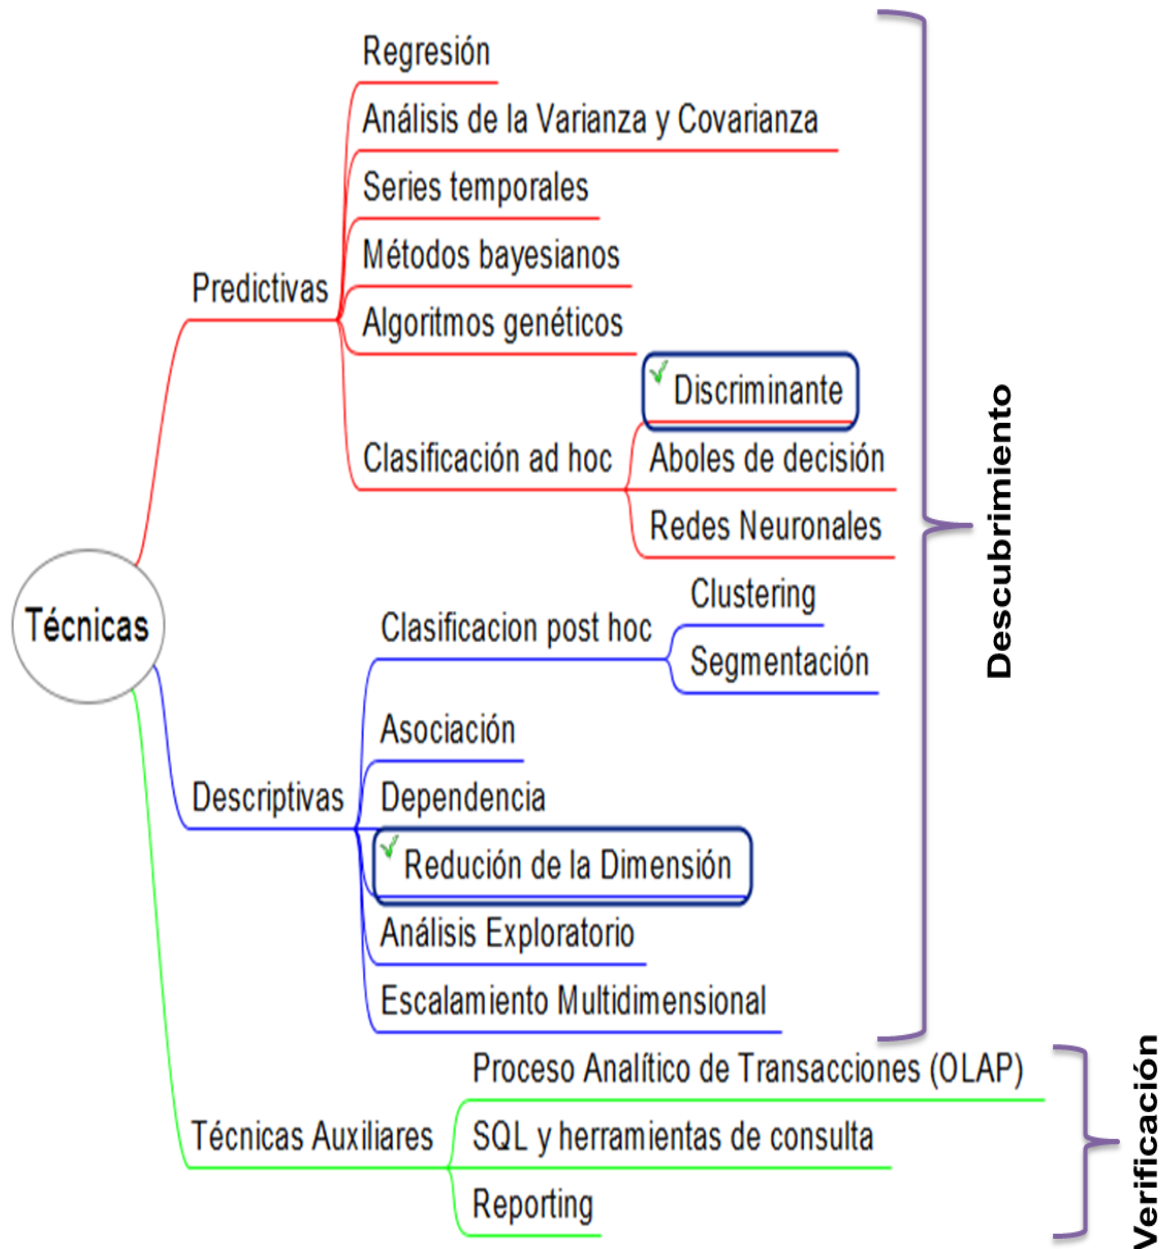 Regresión
Análisis de la Varianza y Covarianza
Series temporales
Métodos bayesianos
Predictivas
Algoritmos genéticos
Discriminante
Clasificación ad hoc
Aboles de decisión
Redes Neuronales
Descubrimiento
Técnicas
Clustering
Clasificacion post hoc
Segmentación
Asociación
Descriptivas
Dependencia
Redución de la Dimensión
Análisis Exploratorio
Escalamiento Multidimensional
Proceso Analítico de Transacciones (OLAP)
Técnicas Auxiliares
SQL y herramientas de consulta
Reporting
Verificación